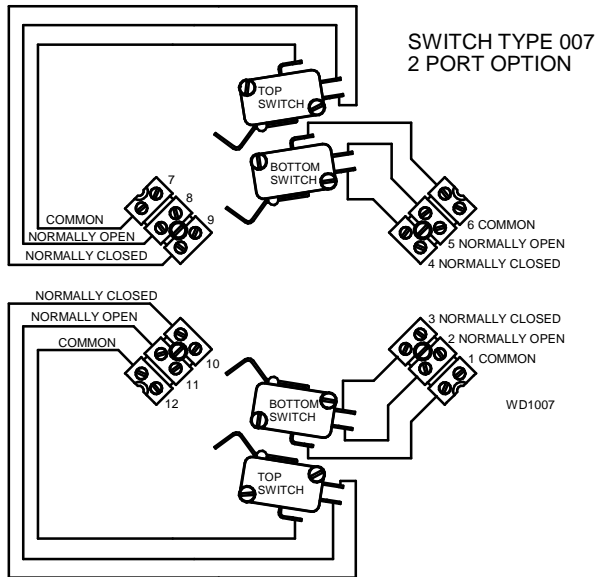 SWITCH TYPE 007
2 PORT OPTION
TOP
SWITCH
BOTTOM
SWITCH
7
8
9
COMMON
NORMALLY OPEN
NORMALLY CLOSED
6 COMMON
5 NORMALLY OPEN
4 NORMALLY CLOSED
NORMALLY CLOSED
NORMALLY OPEN
COMMON
10
11
12
3 NORMALLY CLOSED
2 NORMALLY OPEN
1 COMMON
BOTTOM
SWITCH
TOP
SWITCH
WD1007